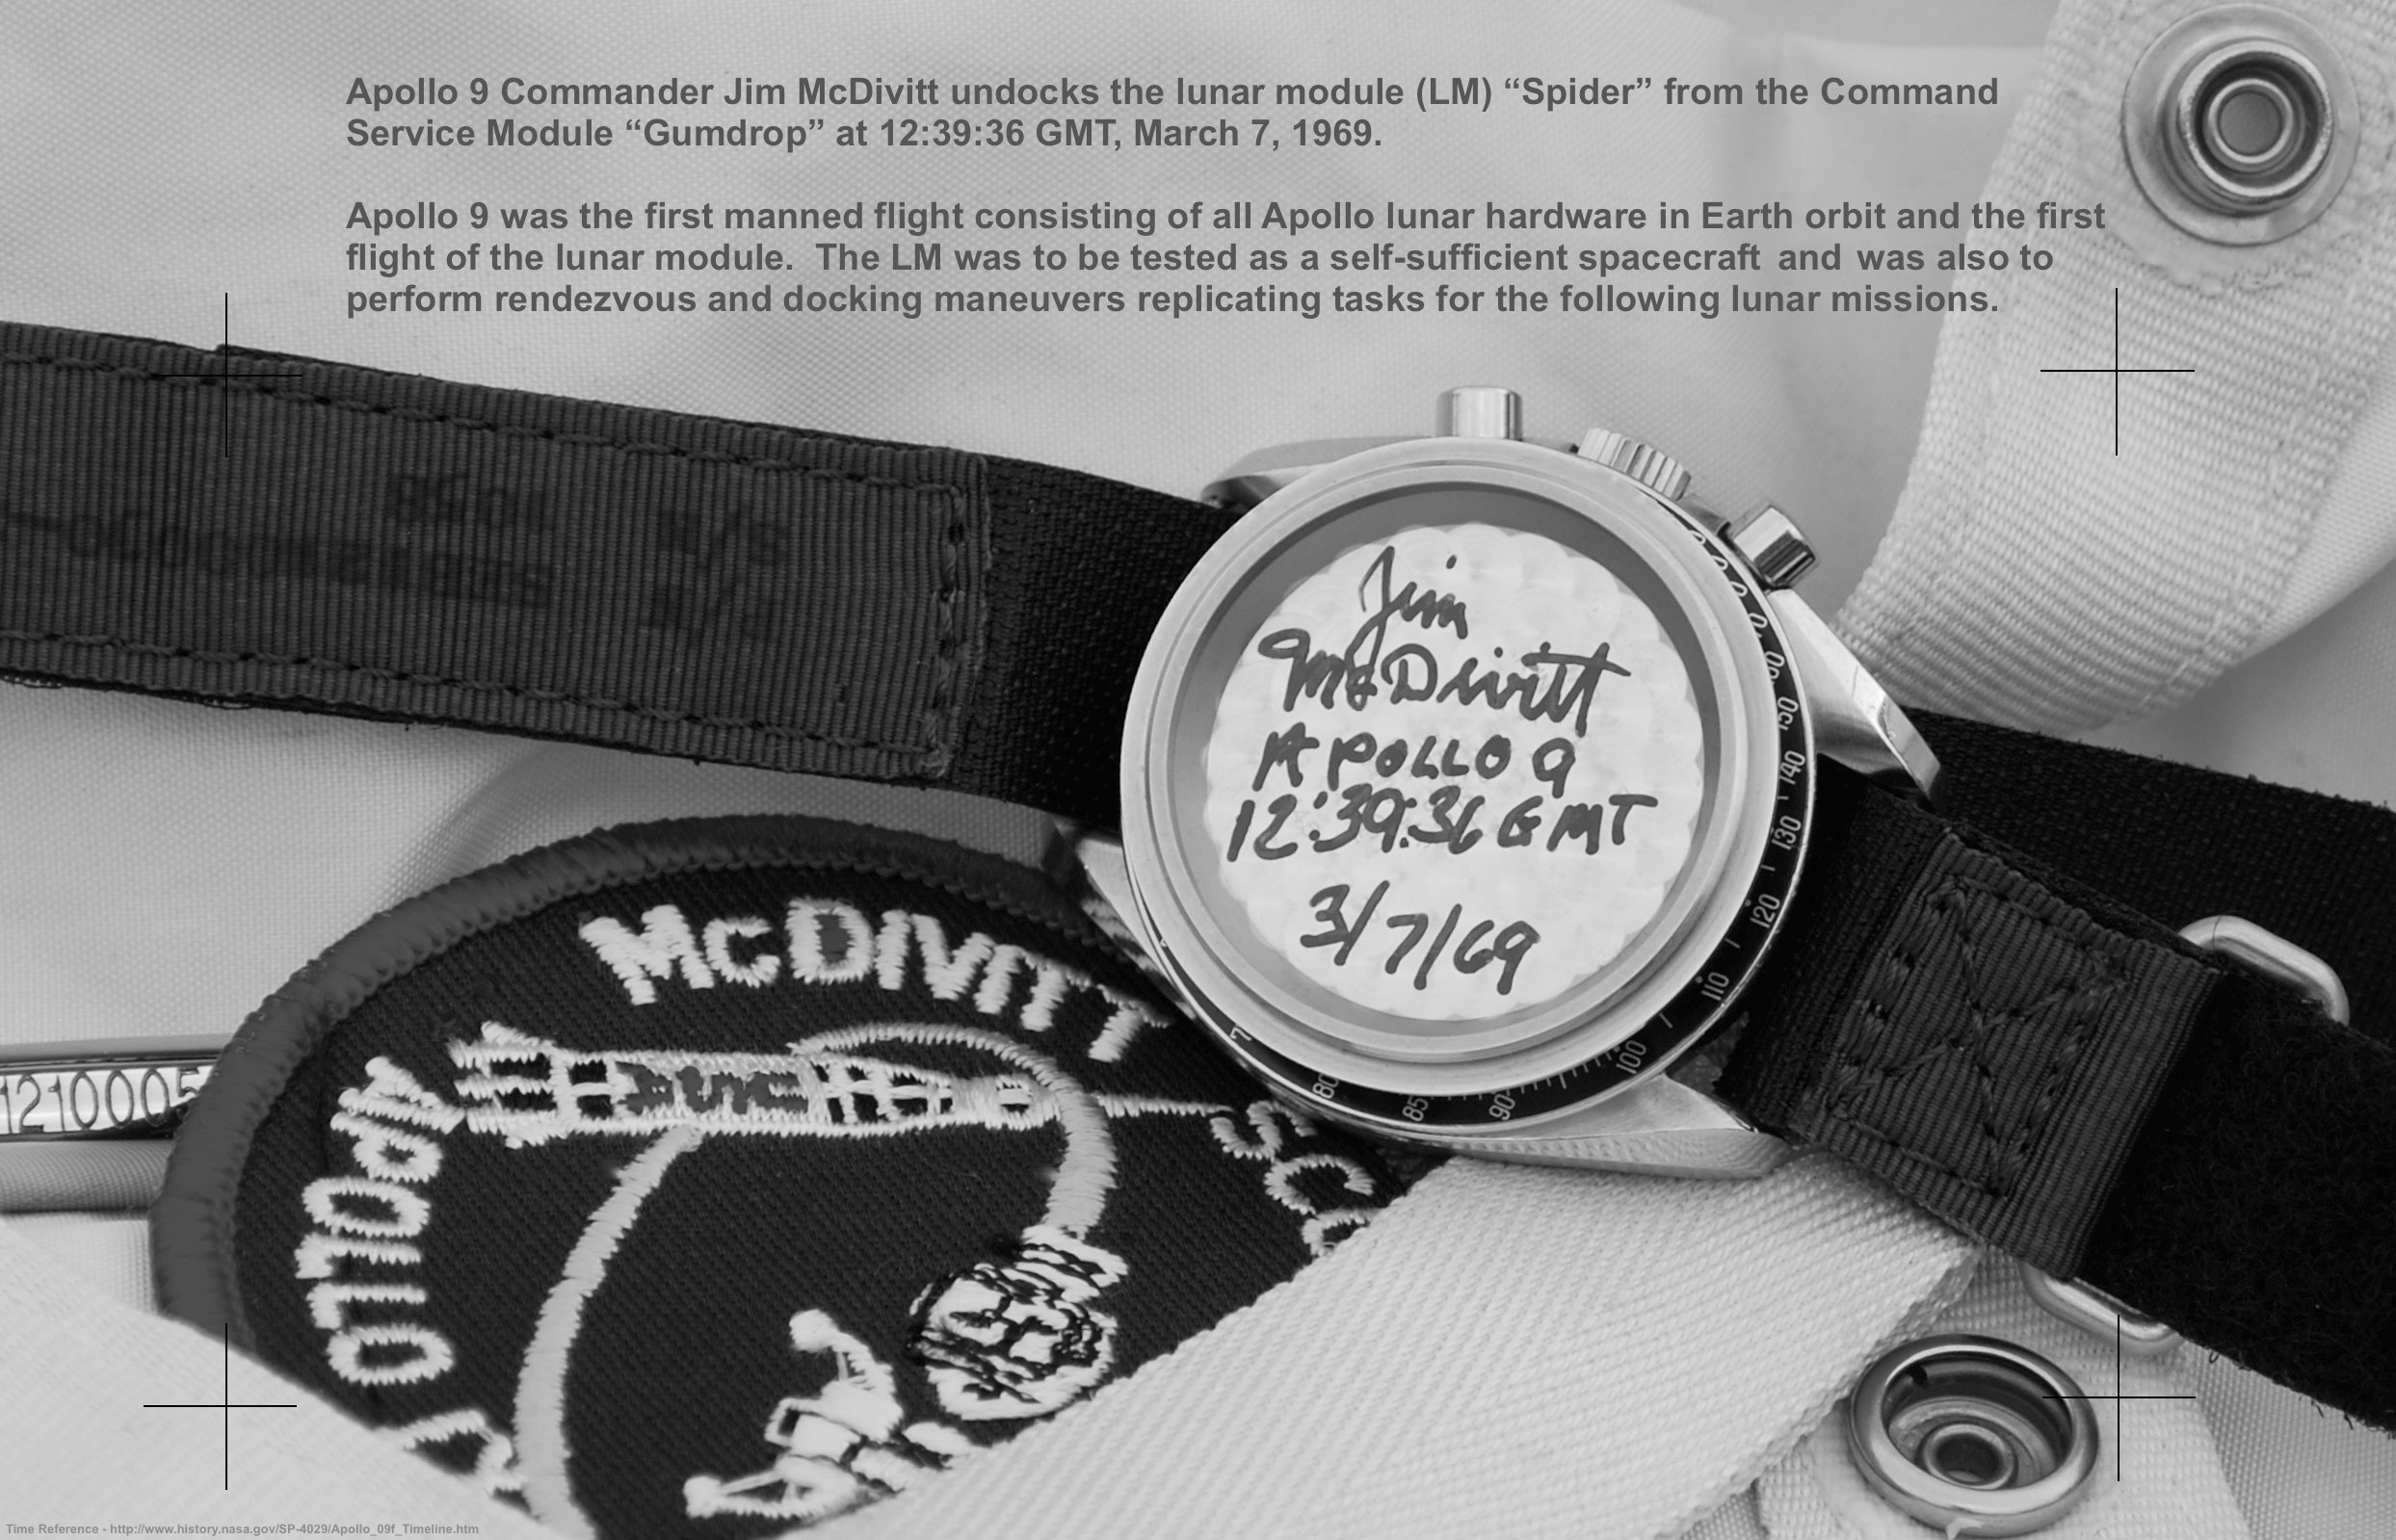 Apollo 9 Commander Jim McDivitt undocks the lunar module (LM) “Spider” from the Command
Service Module “Gumdrop” at 12:39:36 GMT, March 7, 1969.
Apollo 9 was the first manned flight consisting of all Apollo lunar hardware in Earth orbit and the first
flight of the lunar module.  The LM was to be tested as a self-sufficient spacecraft and was also to
perform rendezvous and docking maneuvers replicating tasks for the following lunar missions.
Jim
McDivitt
APOLLO 9
12:39:36 GMT
3/7/69
150
140
130
120
110
100
90
85
80
McDIVITT
APOLLO
SC
1210005
Time Reference - http://www.history.nasa.gov/SP-4029/Apollo_09f_Timeline.htm